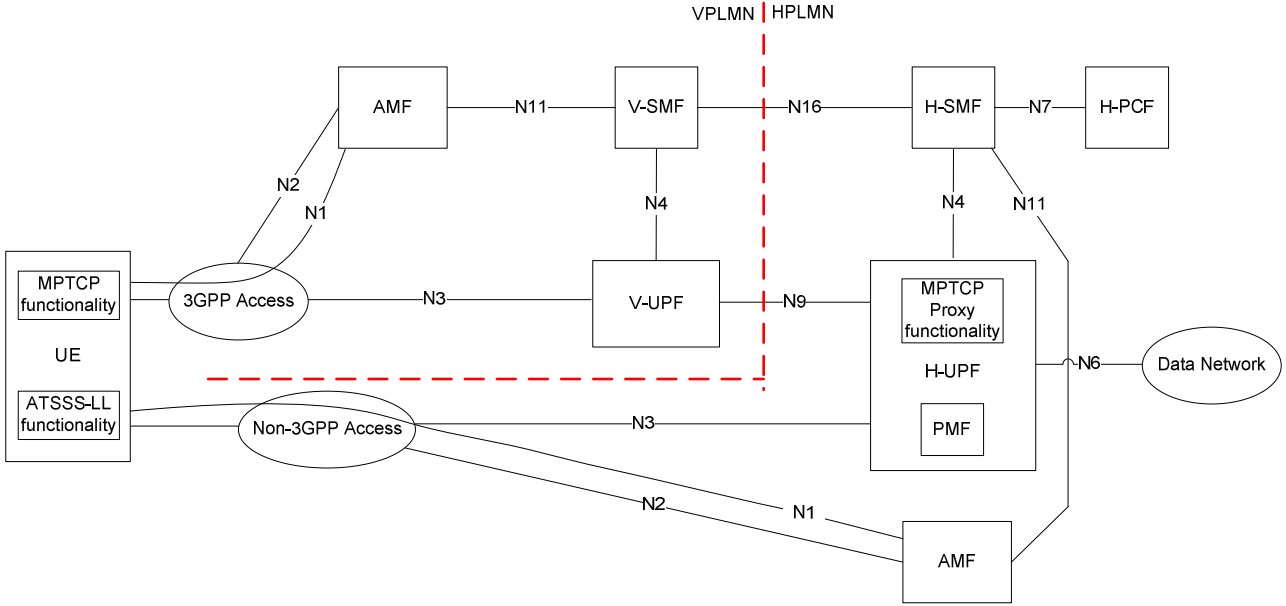 VPLMN
HPLMN
AMF
N11
V-SMF
N16
H-SMF
N7
H-PCF
N2
N1
N4
N4
N11
MPTCP
functionality
3GPP Access
N3
V-UPF
N9
MPTCP
Proxy
functionality
UE
H-UPF
N6
Data Network
ATSSS-LL
functionality
Non-3GPP Access
N3
PMF
N2
N1
AMF